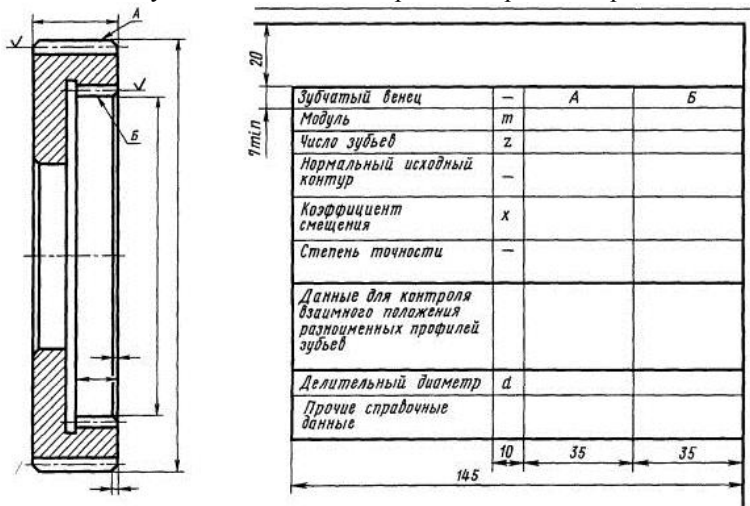 А
Б
20
7min
Зубчатый венец – А Б
Модуль m
Число зубьев z
Нормальный исходный
контур –
Коэффициент
смещения x
Степень точности –
Данные для контроля
взаимного положения
разноименных профилей
зубьев
Делительный диаметр d
Прочие справочные
данные
10 35 35
145